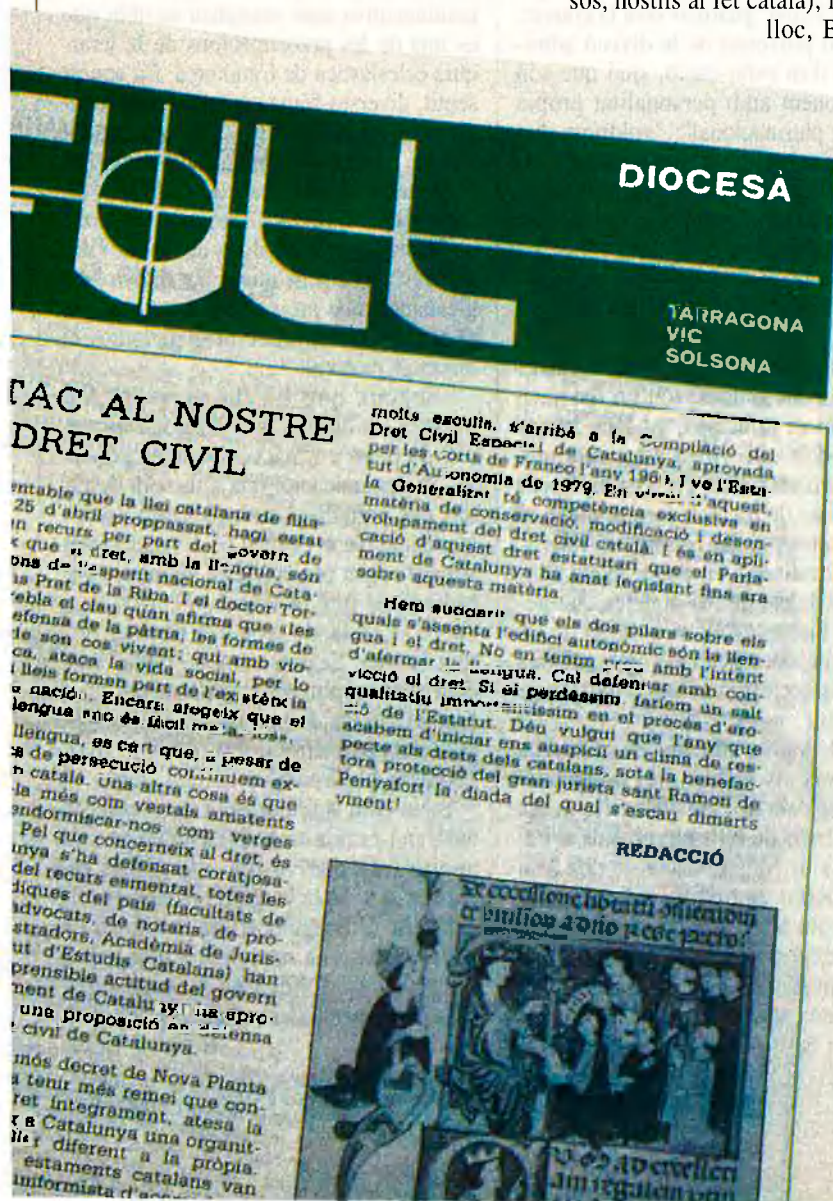 sos, hostils al fet català),
lloc, E
FULL
DIOCESÀ
TARRAGONA
VIC
SOLSONA
TAC AL NOSTRE
DRET CIVIL
entable que la llei catalana de filia-
25 d'abril proppassat, hagi estat
n recurs per part del govern de
x que el dret, amb la llengua, són
ons de l'esperit nacional de Cata-
as Prat de la Riba. I el doctor Tor-
ebla el clau quan afirma que «les
efensa de la pàtria; les formes de
de son cos vivent; qui amb vio-
ca, ataca la vida social, per lo
i lleis formen part de l'existència
a nació». Encara afegeix que el
llengua «no és fàcil
llengua, es cert que, a pesar de
de persecució continuem ex-
n català. Una altra cosa és que
la més com vestals amatents
endormiscar-nos com verges
Pel que concerneix al dret, és
unya s'ha defensat coratjosa-
del recurs esmentat, totes les
diques del país (facultats de
advocats, de notaris, de pro-
stradors, Acadèmia de Juris-
ut d'Estudis Catalans) han
prensible actitud del govern
ment de Catalunya ha apro-
una proposició en defensa
civil de Catalunya.
mós decret de Nova Planta
a tenir més remei que con-
ret íntegrament, atesa la
a Catalunya una organit-
diferent a la pròpia.
estaments catalans van
uniformista
molts esculls, s'arribà a la Compilació del
Dret Civil Especial de Catalunya, aprovada
per les Corts de Franco l'any 1960. I ve l'Esta-
tut d'Autonomia de 1979. En virtut d'aquest,
la Generalitat té competència exclusiva en
matèria de conservació, modificació i desen-
volupament del dret civil català. I és en apli-
cació d'aquest dret estatutari que el Parla-
ment de Catalunya ha anat legislant fins ara
sobre aquesta matèria.
Hem suggerit que els dos pilars sobre els
quals s'assenta l'edifici autonòmic són la llen-
gua i el dret. No en tenim prou amb l'intent
d'afermar la llengua. Cal defensar amb con-
vicció el dret. Si el perdéssim faríem un salt
qualitatiu importantíssim en el procés d'ero-
sió de l'Estatut. Déu vulgui que l'any que
acabem d'iniciar ens auspiciï un clima de res-
pecte als drets dels catalans, sota la benefac-
tora protecció del gran jurista sant Ramon de
Penyafort la diada del qual s'escau dimarts
vinent!
REDACCIÓ